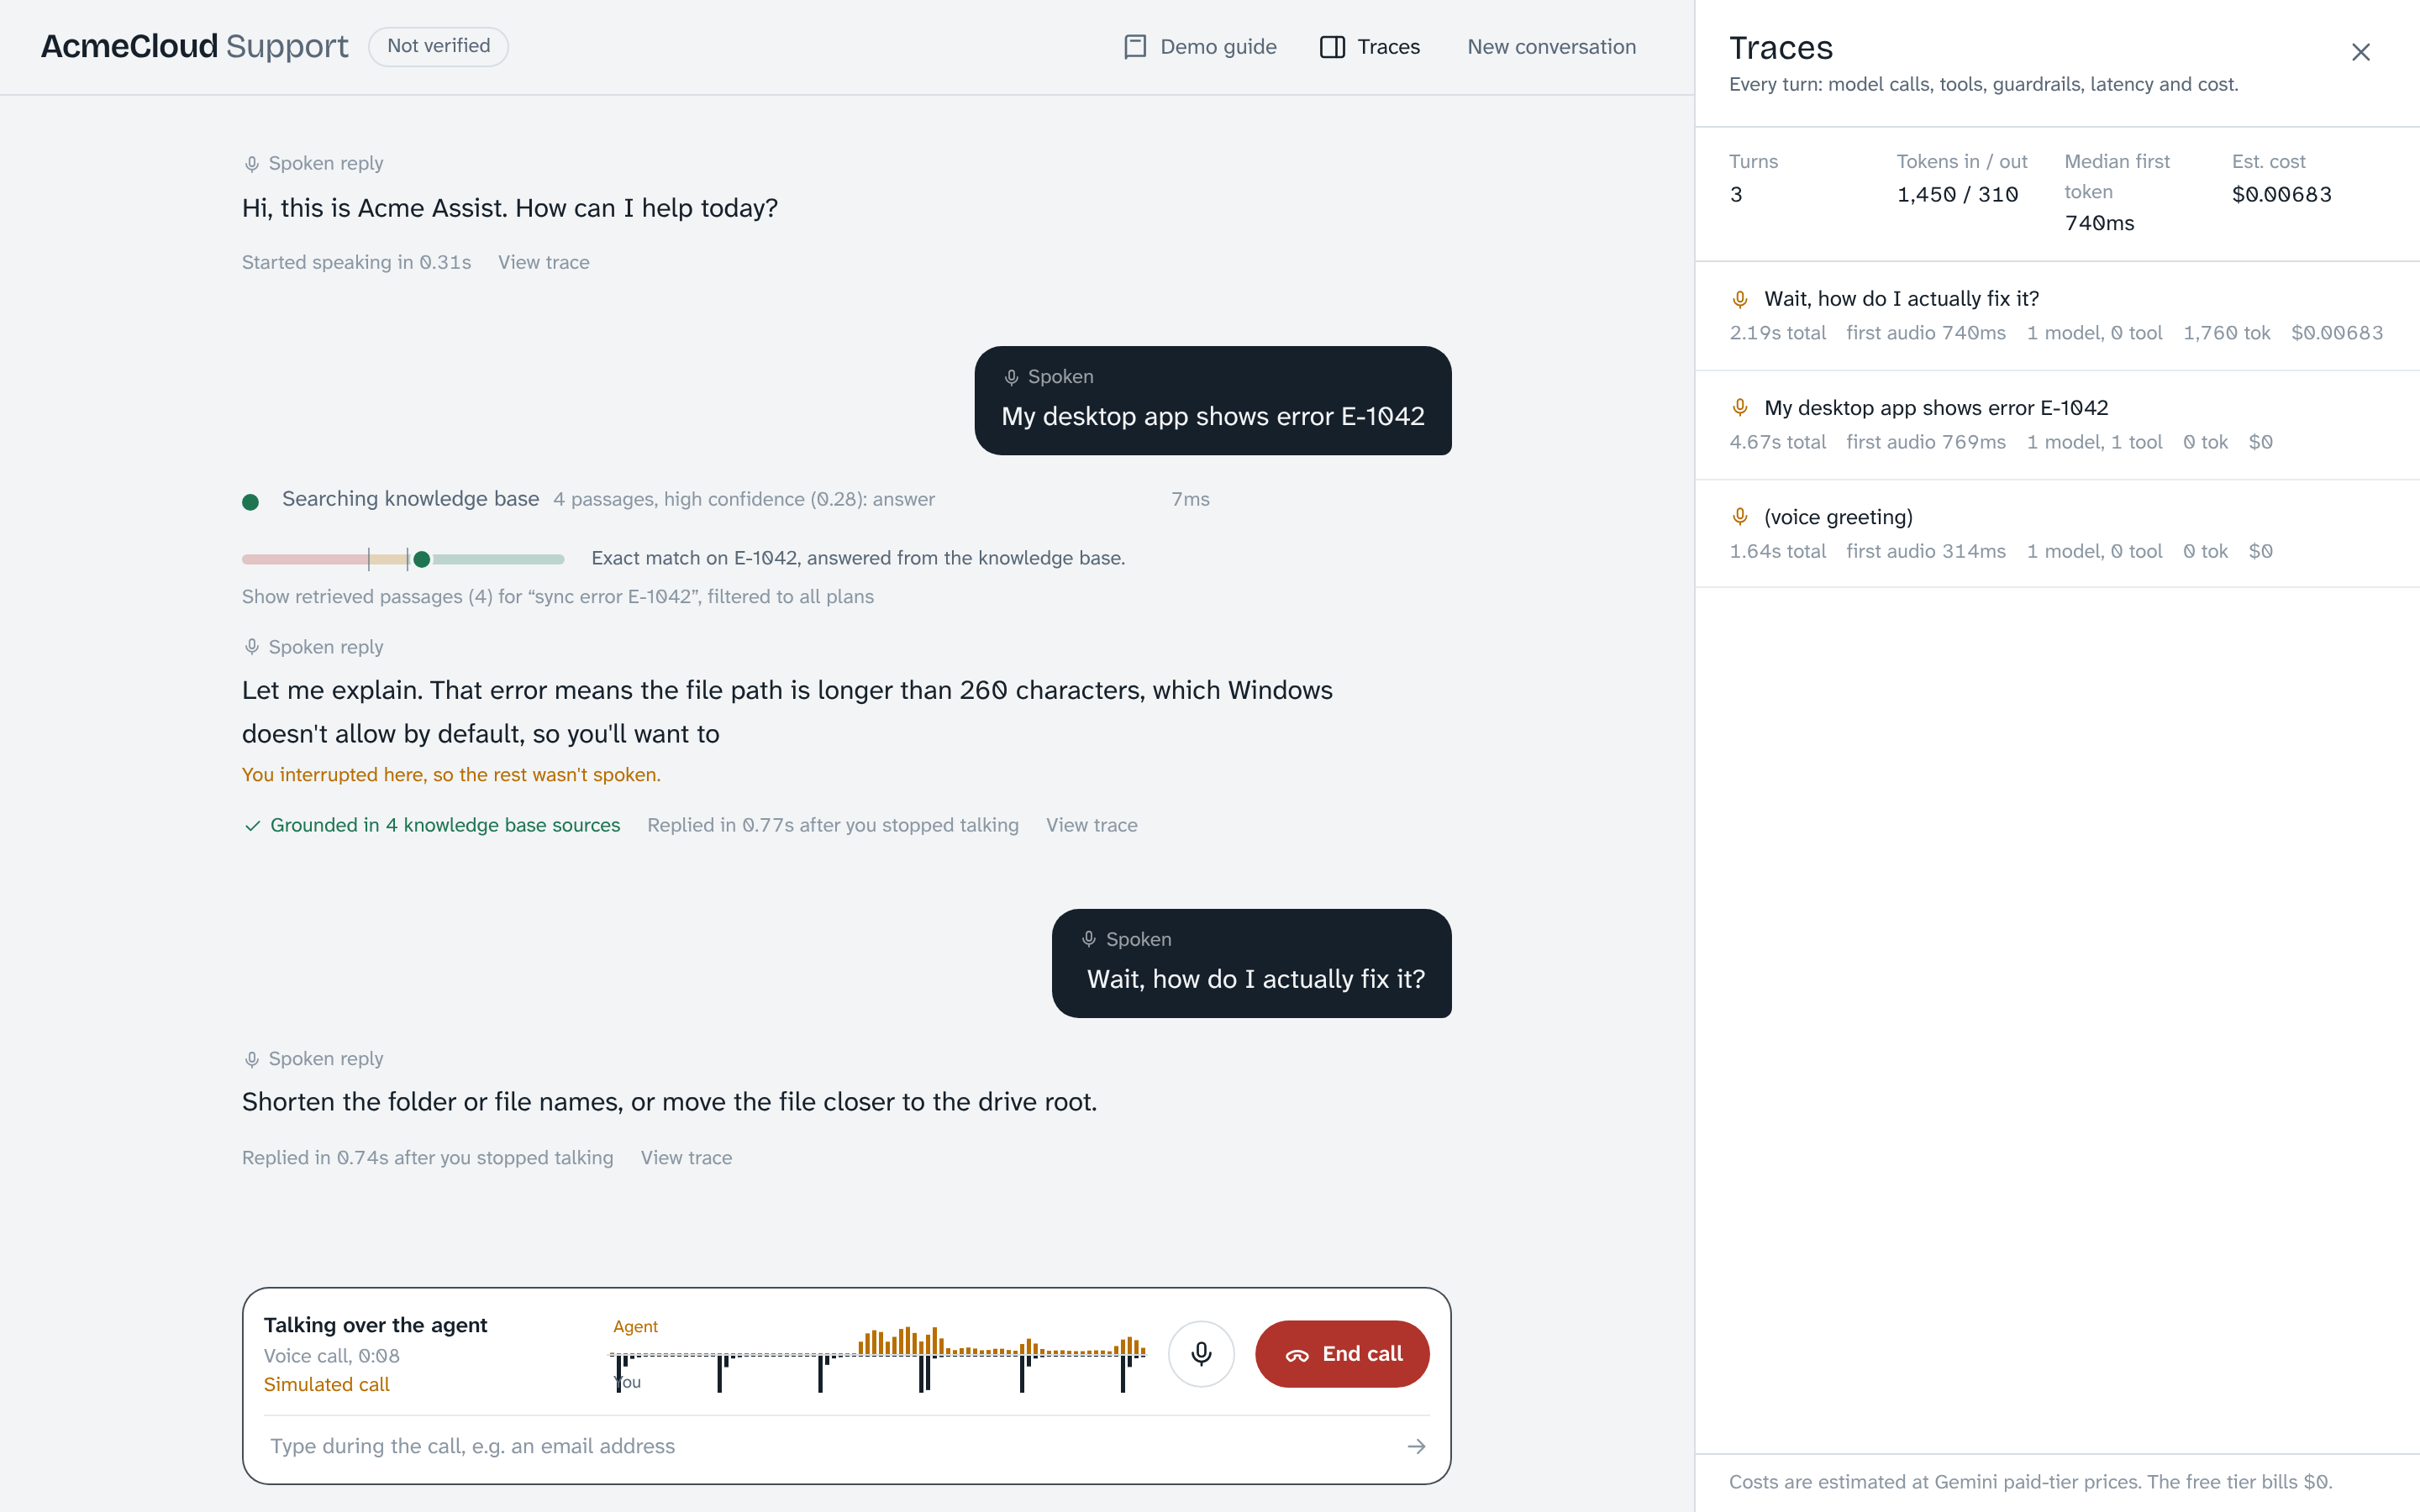 AcmeCloud Support
Not verified
Demo guide
Traces
New conversation
Spoken reply
Hi, this is Acme Assist. How can I help today?
Started speaking in 0.31s View trace
Spoken
My desktop app shows error E-1042
Searching knowledge base 4 passages, high confidence (0.28): answer 7ms
Exact match on E-1042, answered from the knowledge base.
Show retrieved passages (4) for “sync error E-1042”, filtered to all plans
Spoken reply
Let me explain. That error means the file path is longer than 260 characters, which Windows
doesn't allow by default, so you'll want to
You interrupted here, so the rest wasn't spoken.
Grounded in 4 knowledge base sources Replied in 0.77s after you stopped talking View trace
Spoken
Wait, how do I actually fix it?
Spoken reply
Shorten the folder or file names, or move the file closer to the drive root.
Replied in 0.74s after you stopped talking View trace
Talking over the agent
Voice call, 0:08
Simulated call
Agent
You
End call
Type during the call, e.g. an email address
Traces
Every turn: model calls, tools, guardrails, latency and cost.
Turns
3
Tokens in / out
1,450 / 310
Median first
token
740ms
Est. cost
$0.00683
Wait, how do I actually fix it?
2.19s total first audio 740ms 1 model, 0 tool 1,760 tok $0.00683
My desktop app shows error E-1042
4.67s total first audio 769ms 1 model, 1 tool 0 tok $0
(voice greeting)
1.64s total first audio 314ms 1 model, 0 tool 0 tok $0
Costs are estimated at Gemini paid-tier prices. The free tier bills $0.